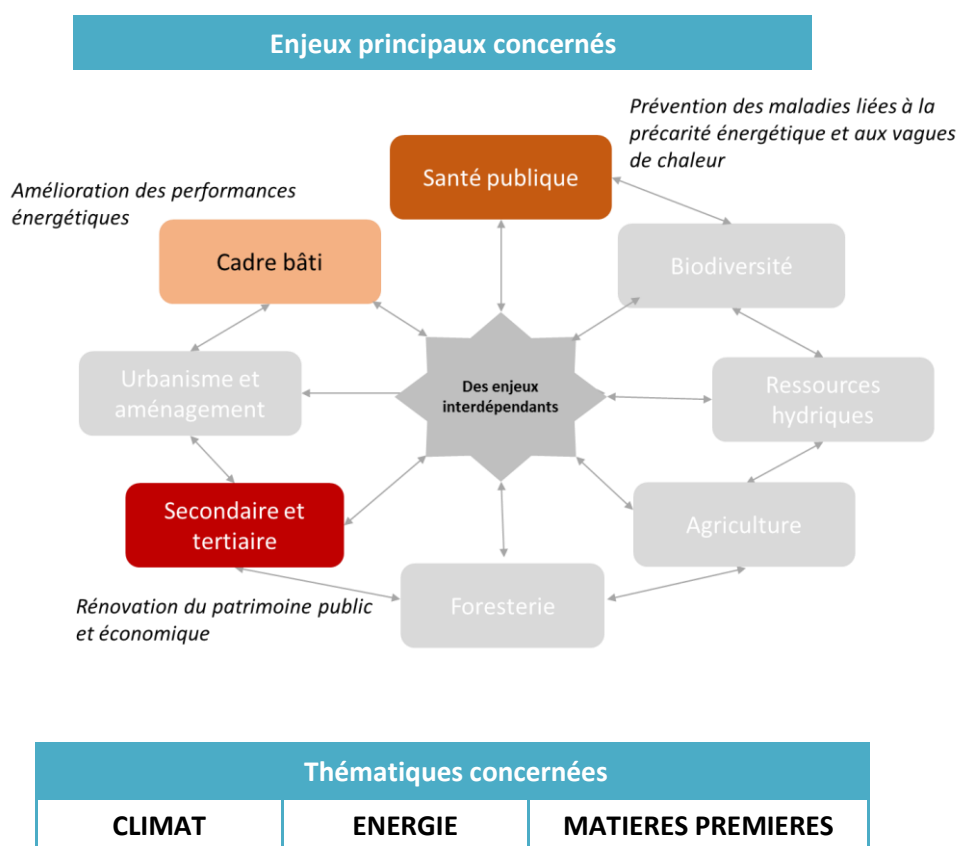 Enjeux principaux concernés
Prévention des maladies liées à la
précarité énergétique et aux vagues
de chaleur
Santé publique
Amélioration des performances
énergétiques
Cadre bâti
Biodiversité
Urbanisme et
aménagement
Des enjeux
interdépendants
Ressources
hydriques
Secondaire et
tertiaire
Agriculture
Foresterie
Rénovation du patrimoine public
et économique
Thématiques concernées
CLIMAT
ENERGIE
MATIERES PREMIERES